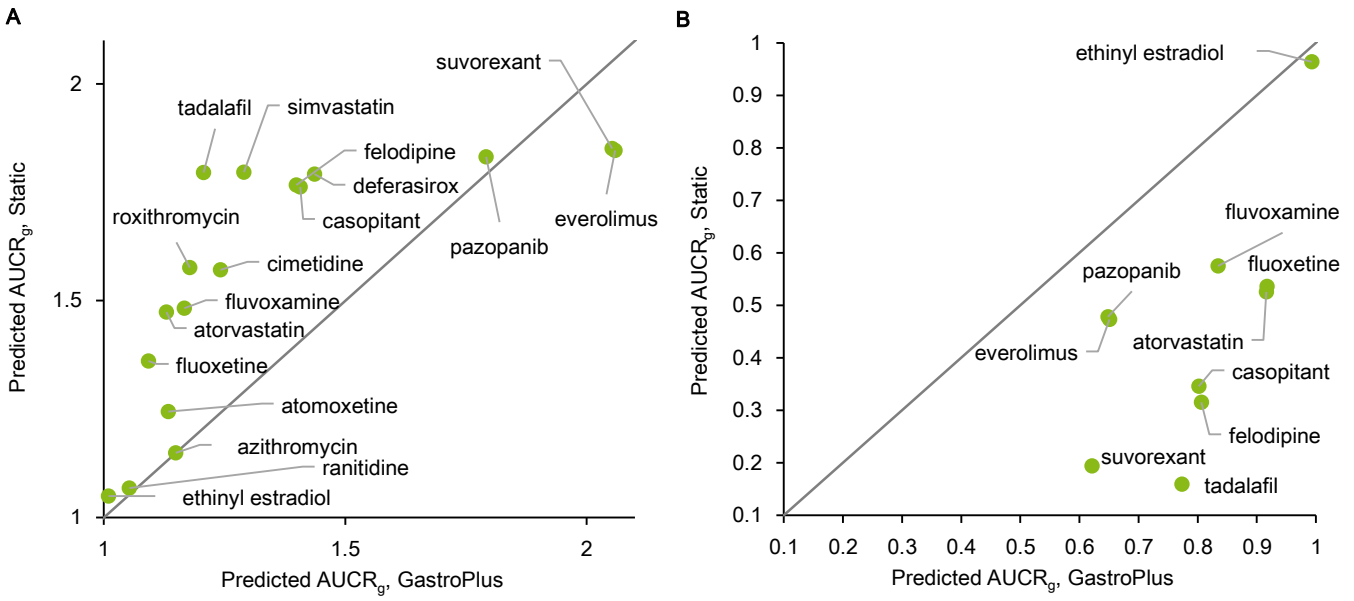 A
Predicted AUCRg, Static
2
1.5
1
1
1.5
2
Predicted AUCRg, GastroPlus
suvorexant
tadalafil
simvastatin
felodipine
deferasirox
casopitant
roxithromycin
everolimus
pazopanib
cimetidine
fluvoxamine
atorvastatin
fluoxetine
atomoxetine
azithromycin
ranitidine
ethinyl estradiol
B
Predicted AUCRg, Static
1
0.9
0.8
0.7
0.6
0.5
0.4
0.3
0.2
0.1
0.1
0.2
0.3
0.4
0.5
0.6
0.7
0.8
0.9
1
Predicted AUCRg, GastroPlus
ethinyl estradiol
fluvoxamine
pazopanib
fluoxetine
everolimus
atorvastatin
casopitant
felodipine
suvorexant
tadalafil